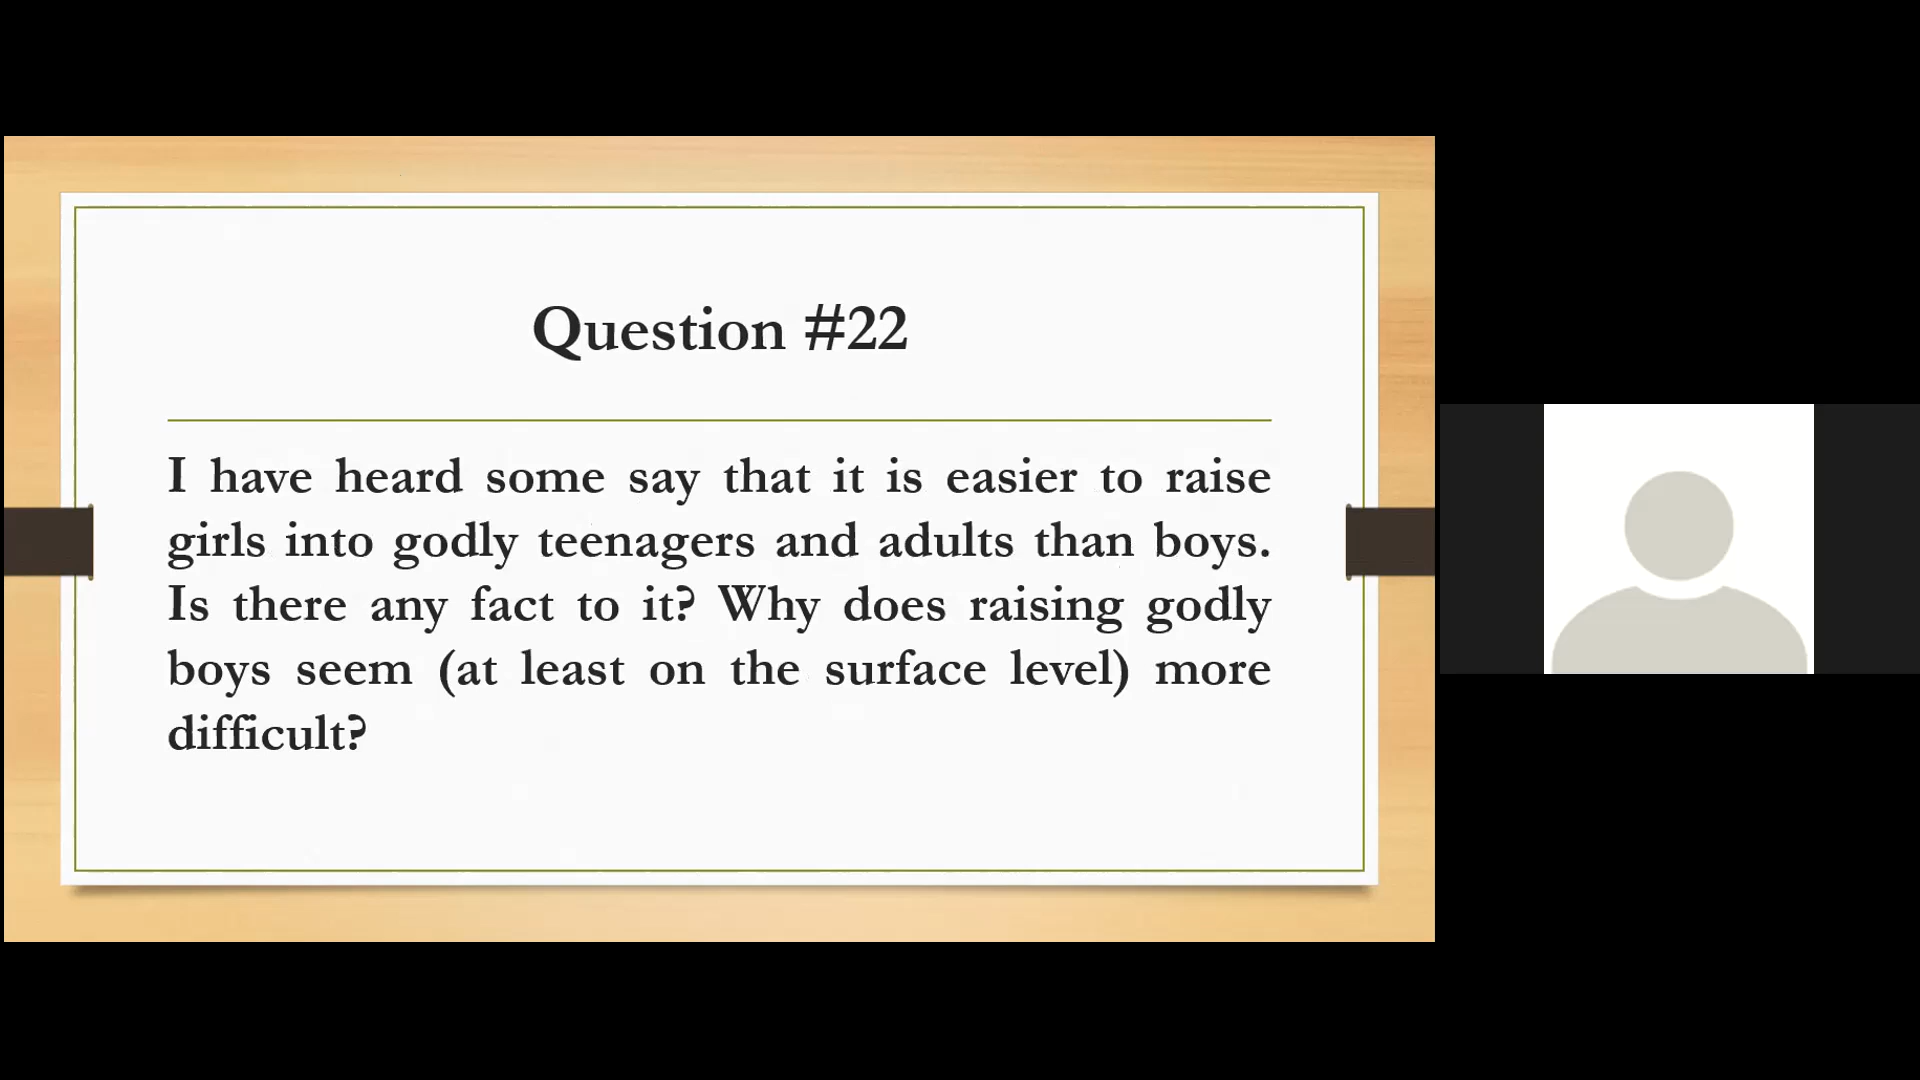 Question #22
I have heard some say that it is easier to raise
girls into godly teenagers and adults than boys.
Is there any fact to it? Why does raising godly
boys seem (at least on the surface level) more
difficult?